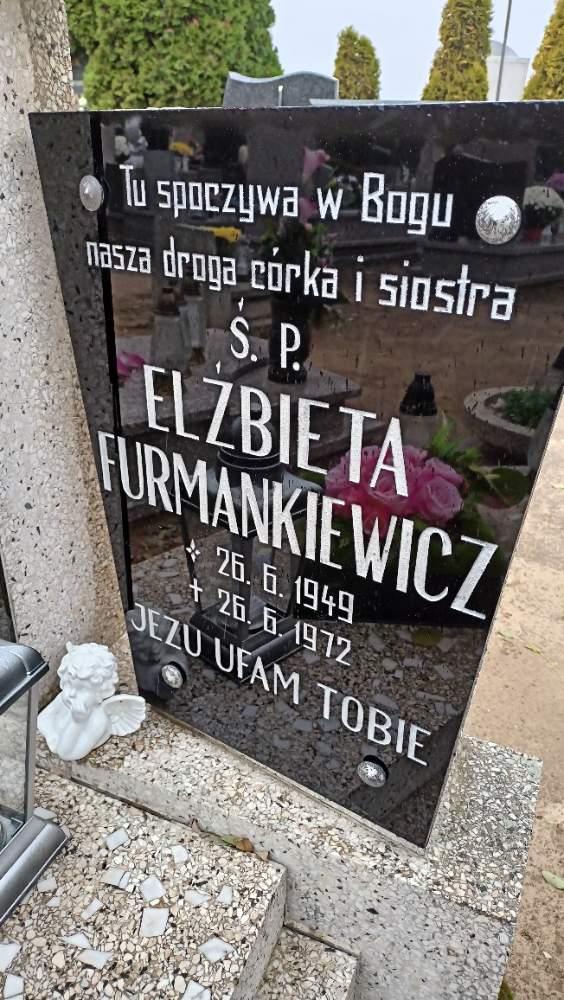 Tu spoczywa w Bogu
nasza droga córka i siostra
Ś. P.
ELŻBIETA
FURMANKIEWICZ
26. 6. 1949
+ 26. 6. 1972
JEZU UFAM TOBIE